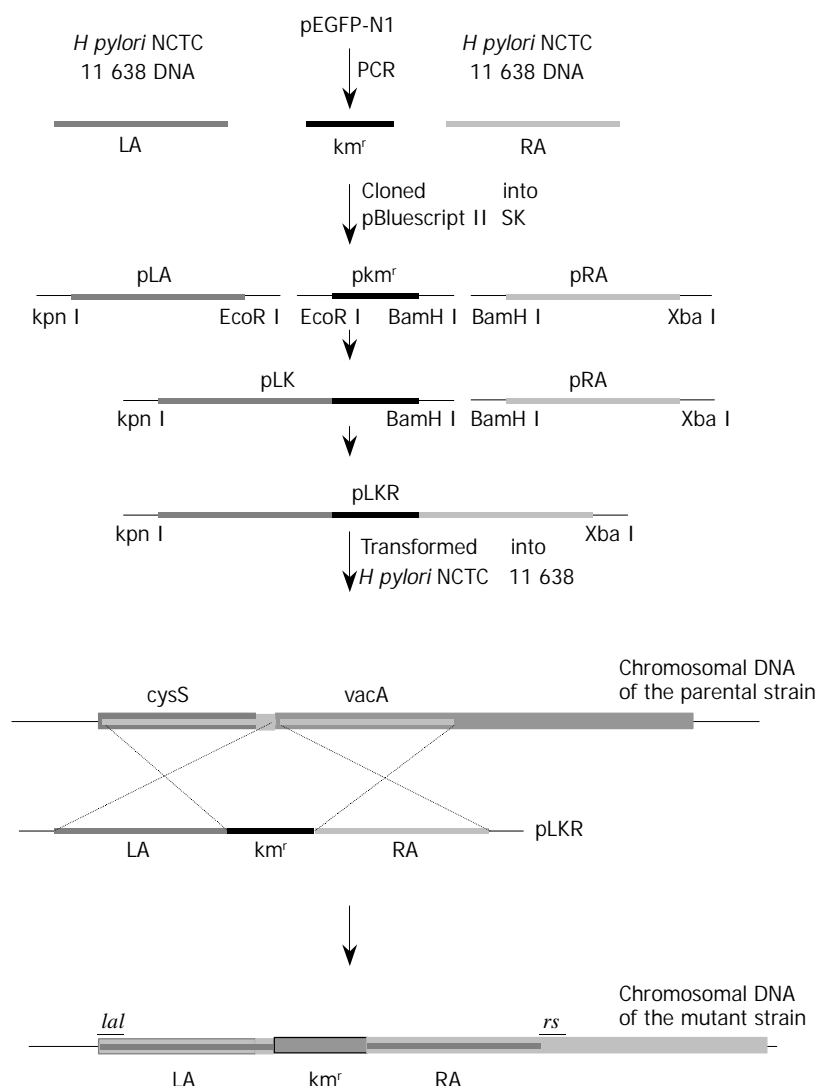 pEGFP-N1
H pylori NCTC
11 638 DNA
PCR
H pylori NCTC
11 638 DNA
LA
kmʳ
RA
Cloned into
pBluescript II SK
pLA
pkmʳ
pRA
kpn I
EcoR I
EcoR I
BamH I
BamH I
Xba I
pLK
pRA
kpn I
BamH I
BamH I
Xba I
pLKR
kpn I
Xba I
Transformed into
H pylori NCTC 11 638
cysS
vacA
Chromosomal DNA
of the parental strain
LA
kmʳ
RA
pLKR
lal
rs
Chromosomal DNA
of the mutant strain
LA
kmʳ
RA